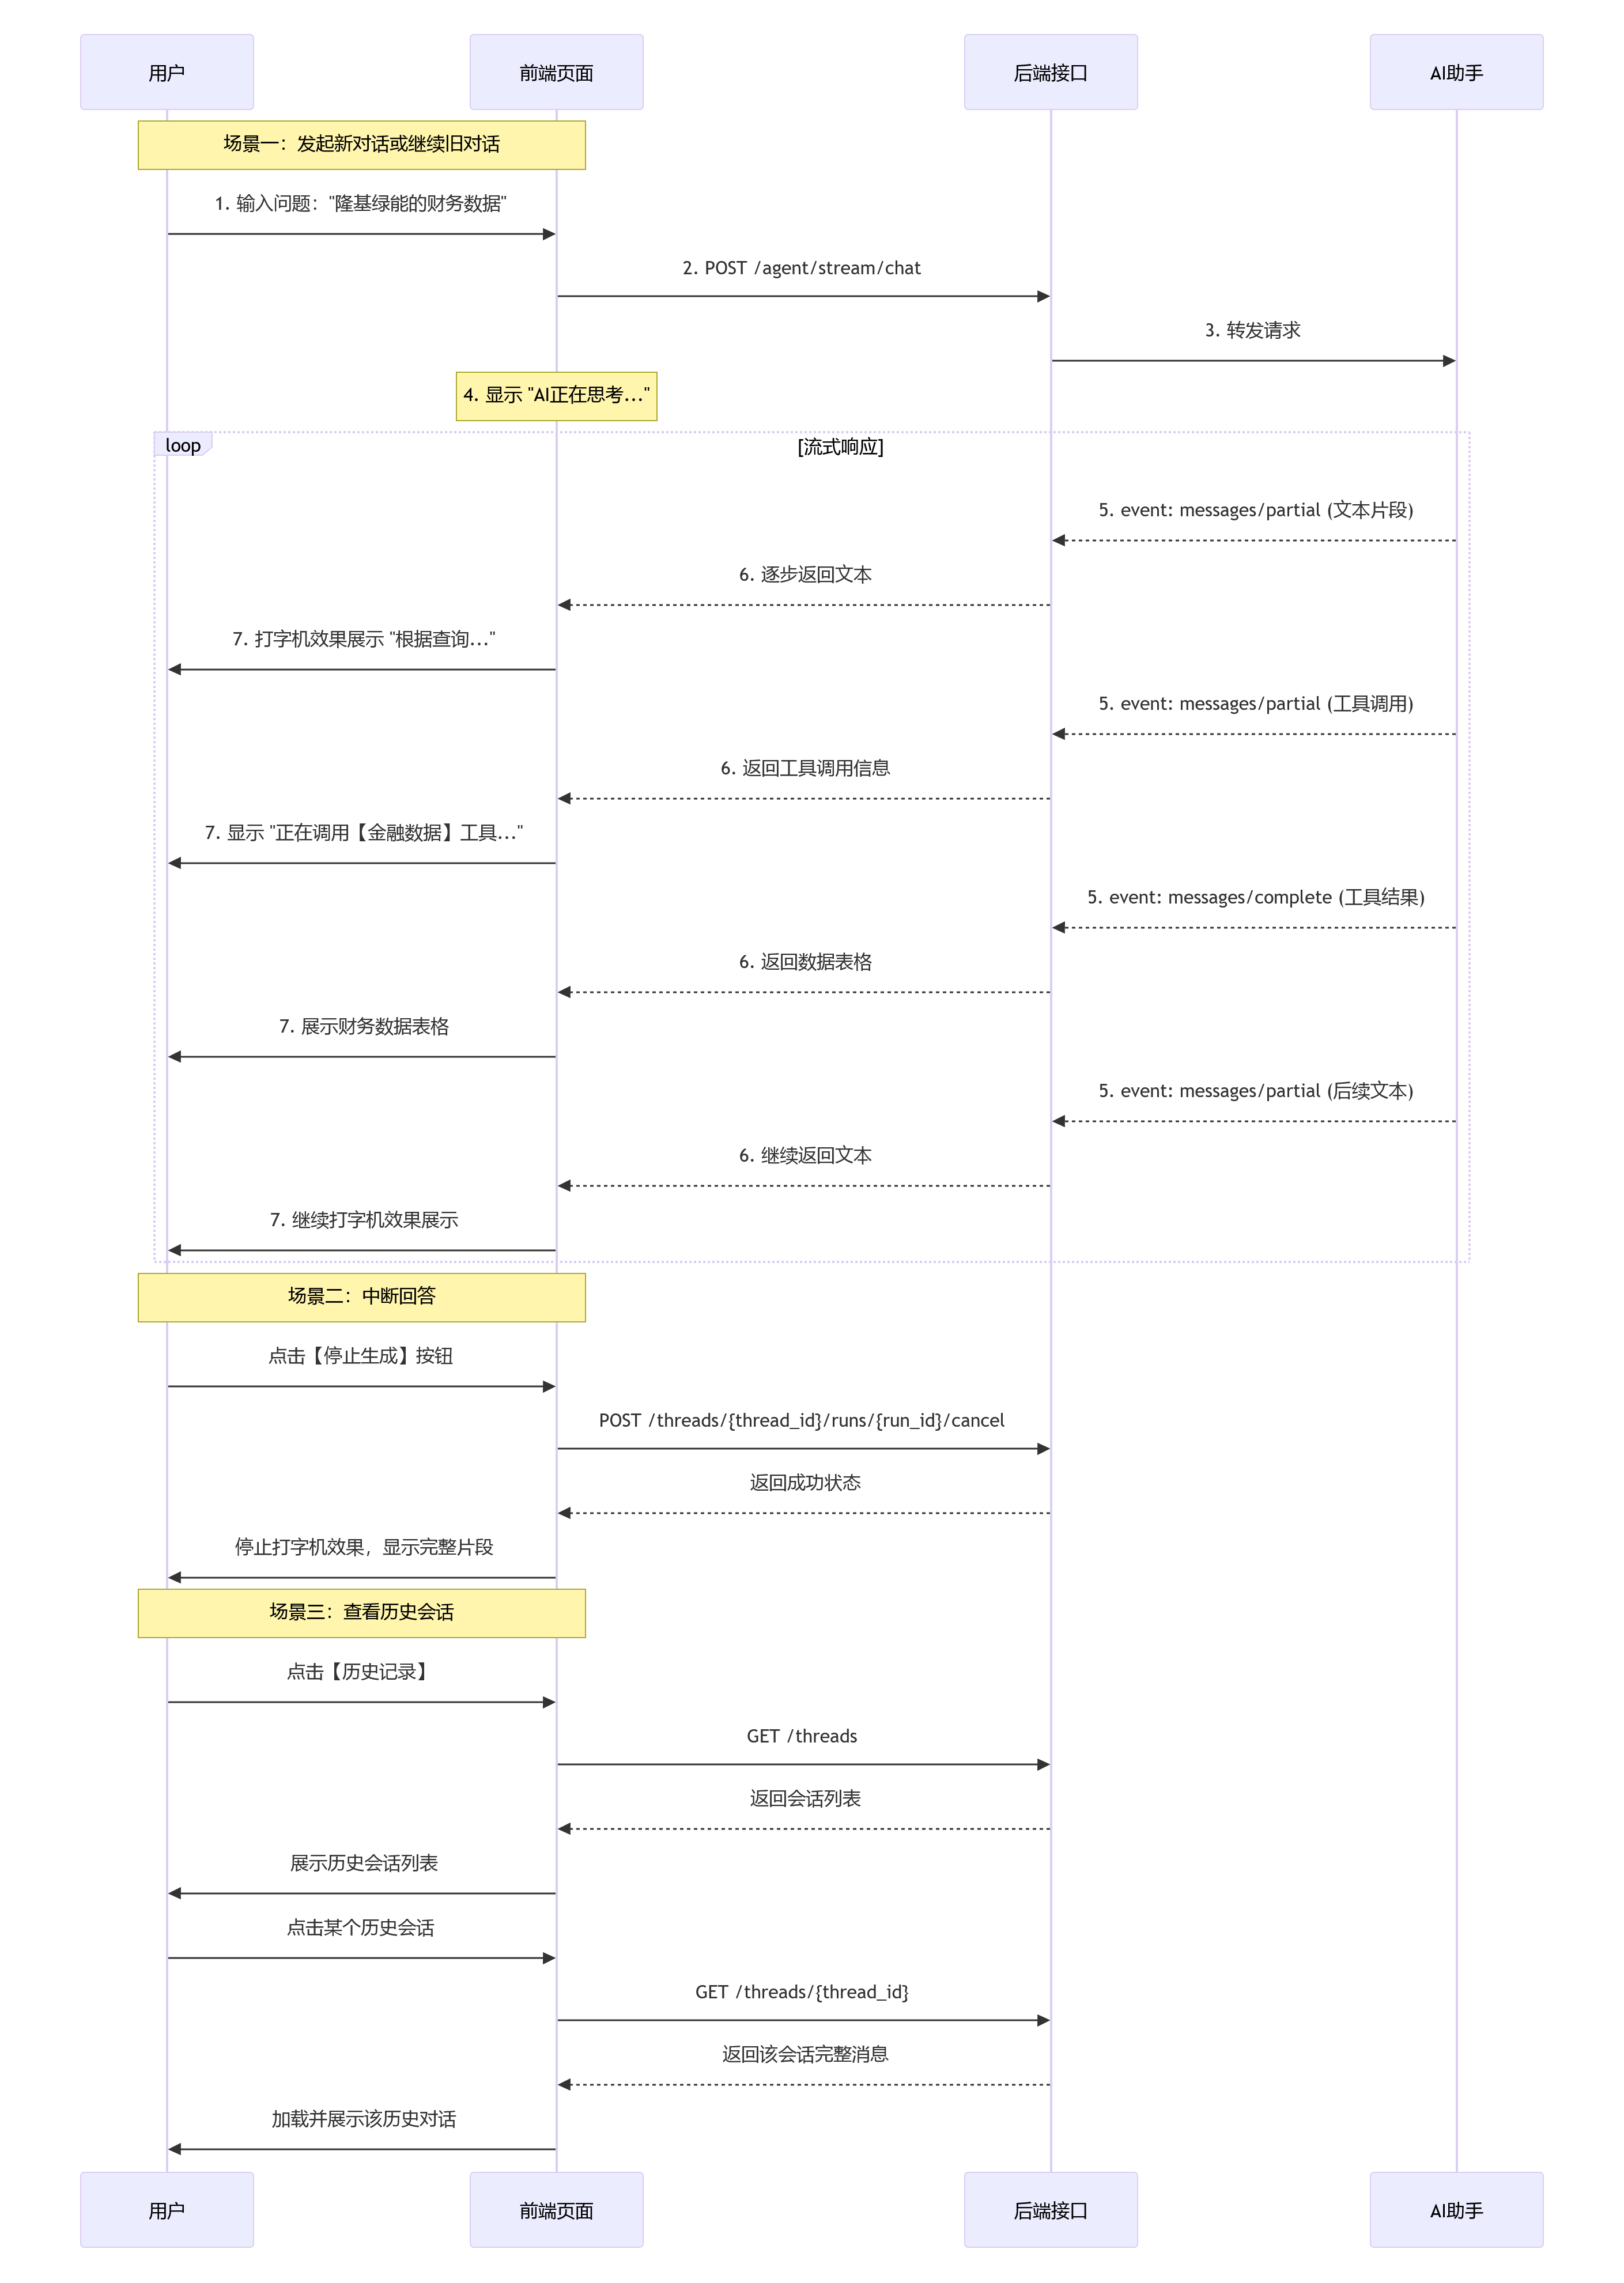 用户
前端页面
后端接口
AI助手
场景一：发起新对话或继续旧对话
1. 输入问题："隆基绿能的财务数据"
2. POST /agent/stream/chat
3. 转发请求
4. 显示 "AI正在思考..."
loop
[流式响应]
5. event: messages/partial (文本片段)
6. 逐步返回文本
7. 打字机效果展示 "根据查询..."
5. event: messages/partial (工具调用)
6. 返回工具调用信息
7. 显示 "正在调用【金融数据】工具..."
5. event: messages/complete (工具结果)
6. 返回数据表格
7. 展示财务数据表格
5. event: messages/partial (后续文本)
6. 继续返回文本
7. 继续打字机效果展示
场景二：中断回答
点击【停止生成】按钮
POST /threads/{thread_id}/runs/{run_id}/cancel
返回成功状态
停止打字机效果，显示完整片段
场景三：查看历史会话
点击【历史记录】
GET /threads
返回会话列表
展示历史会话列表
点击某个历史会话
GET /threads/{thread_id}
返回该会话完整消息
加载并展示该历史对话
用户
前端页面
后端接口
AI助手